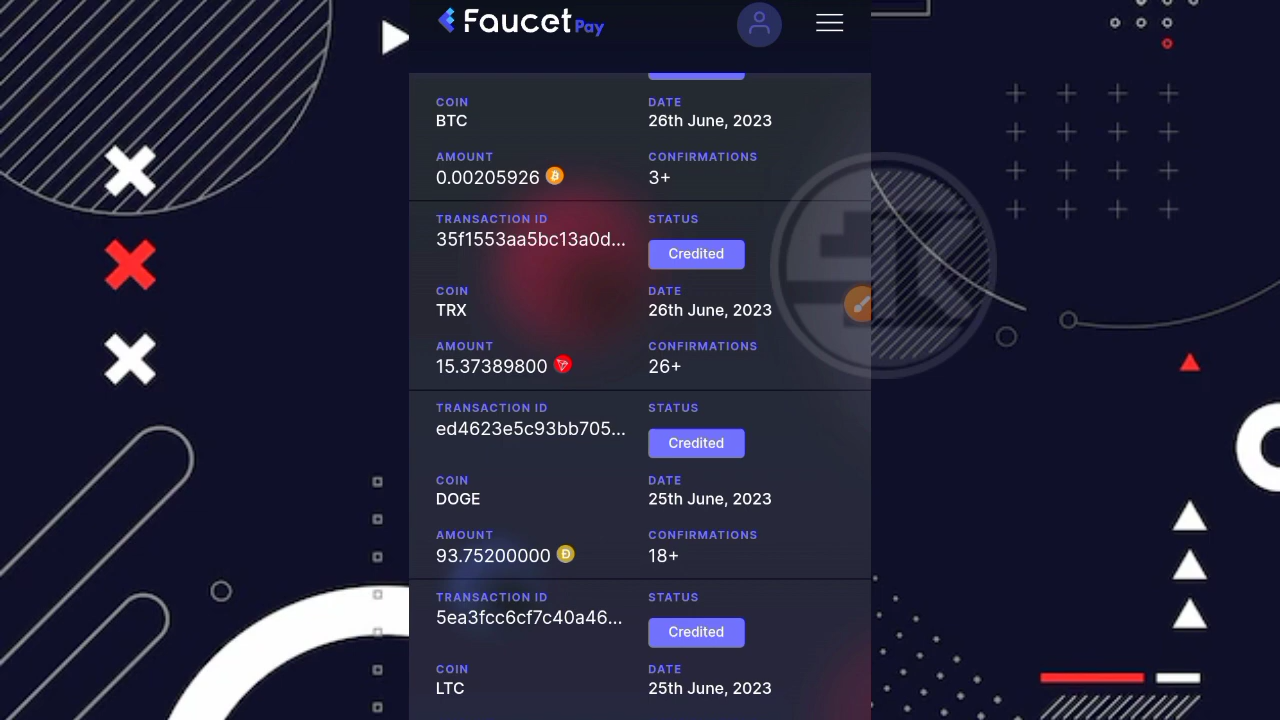 Faucet Pay
COIN DATE
BTC 26th June, 2023
AMOUNT CONFIRMATIONS
0.00205926 3+
TRANSACTION ID STATUS
35f1553aa5bc13a0d... Credited
COIN DATE
TRX 26th June, 2023
AMOUNT CONFIRMATIONS
15.37389800 26+
TRANSACTION ID STATUS
ed4623e5c93bb705... Credited
COIN DATE
DOGE 25th June, 2023
AMOUNT CONFIRMATIONS
93.75200000 18+
TRANSACTION ID STATUS
5ea3fcc6cf7c40a46... Credited
COIN DATE
LTC 25th June, 2023